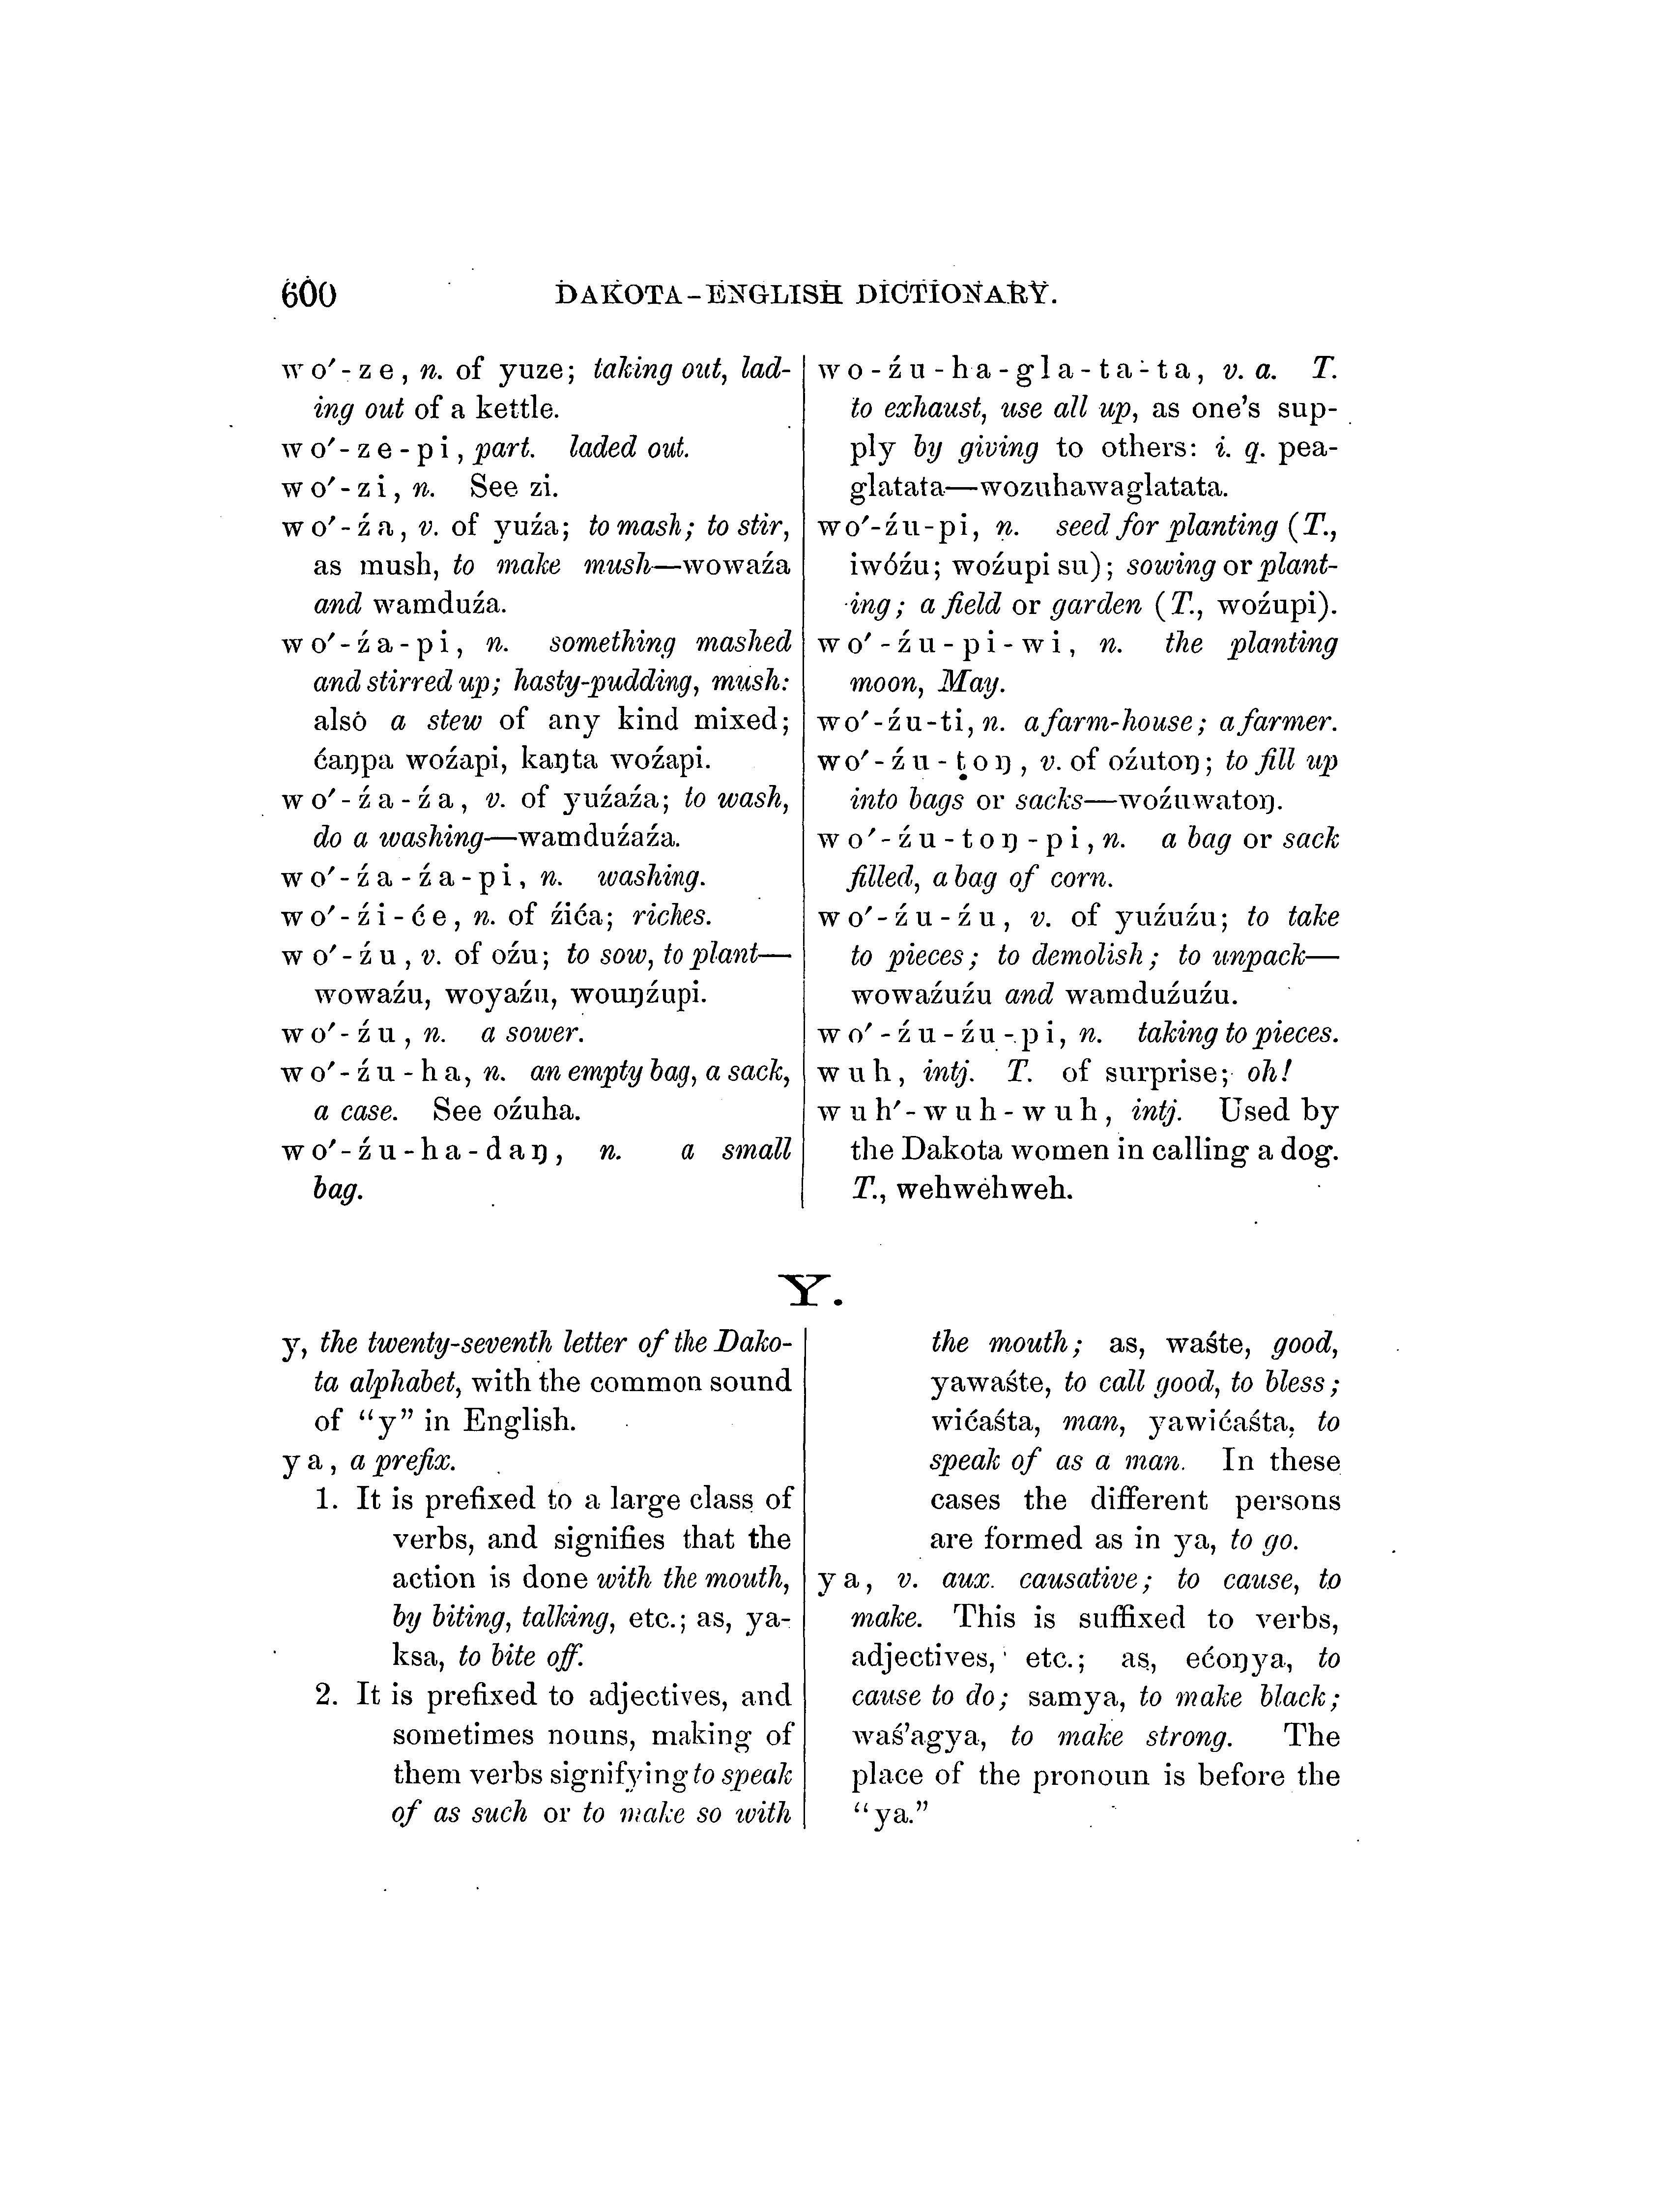 600
DAKOTA-ENGLISH DICTIONARY.
wo′-ze, n. of yuze; taking out, lad-
ing out of a kettle.
wo′-ze-pi, part. laded out.
wo′-zi, n. See zi.
wo′-źa, v. of yuźa; to mash; to stir,
as mush, to make mush—wowaźa
and wamduźa.
wo′-źa-pi, n. something mashed
and stirred up; hasty-pudding, mush:
also a stew of any kind mixed;
ćaŋpa woźapi, kaŋta woźapi.
wo′-źa-źa, v. of yuźaźa; to wash,
do a washing—wamduźaźa.
wo′-źa-źa-pi, n. washing.
wo′-źi-će, n. of źića; riches.
wo′-źu, v. of oźu; to sow, to plant—
wowaźu, woyaźu, wouŋźupi.
wo′-źu, n. a sower.
wo′-źu-ha, n. an empty bag, a sack,
a case. See oźuha.
wo′-źu-ha-daŋ, n. a small
bag.
wo-źu-ha-gla-ta-ta, v. a. T.
to exhaust, use all up, as one's sup-
ply by giving to others: i. q. pea-
glatata—wozuhawaglatata.
wo′-źu-pi, n. seed for planting (T.,
iwóźu; woźupi su); sowing or plant-
ing; a field or garden (T., woźupi).
wo′-źu-pi-wi, n. the planting
moon, May.
wo′-źu-ti, n. a farm-house; a farmer.
wo′-źu-ṭoŋ, v. of oźutoŋ; to fill up
into bags or sacks—woźuwatoŋ.
wo′-źu-toŋ-pi, n. a bag or sack
filled, a bag of corn.
wo′-źu-źu, v. of yuźuźu; to take
to pieces; to demolish; to unpack—
wowaźuźu and wamduźuźu.
wo′-źu-źu-pi, n. taking to pieces.
wuh, intj. T. of surprise; oh!
wuh′-wuh-wuh, intj. Used by
the Dakota women in calling a dog.
T., wehwehweh.
Y.
y, the twenty-seventh letter of the Dako-
ta alphabet, with the common sound
of "y" in English.
ya, a prefix.
1. It is prefixed to a large class of
verbs, and signifies that the
action is done with the mouth,
by biting, talking, etc.; as, ya-
ksa, to bite off.
2. It is prefixed to adjectives, and
sometimes nouns, making of
them verbs signifying to speak
of as such or to make so with
the mouth; as, waśte, good,
yawaśte, to call good, to bless;
wićaśta, man, yawićaśta, to
speak of as a man. In these
cases the different persons
are formed as in ya, to go.
ya, v. aux. causative; to cause, to
make. This is suffixed to verbs,
adjectives, etc.; as, ećoŋya, to
cause to do; samya, to make black;
waś'agya, to make strong. The
place of the pronoun is before the
"ya."